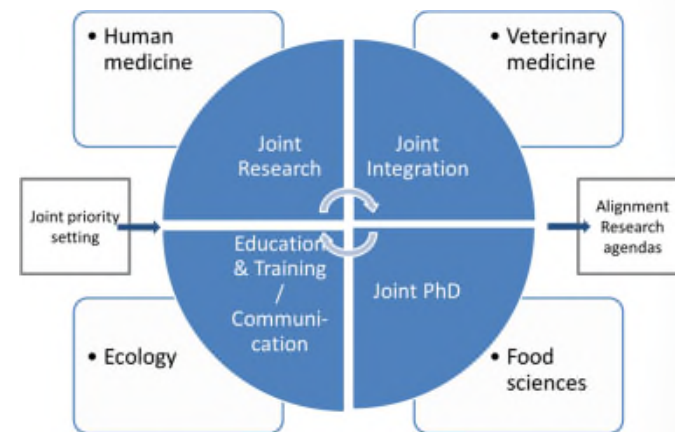 • Human
medicine
• Veterinary
medicine
Joint
Research
Joint
Integration
Joint priority
setting
Alignment
Research
agendas
Education
& Training
/
Communi-
cation
Joint PhD
• Ecology
• Food
sciences